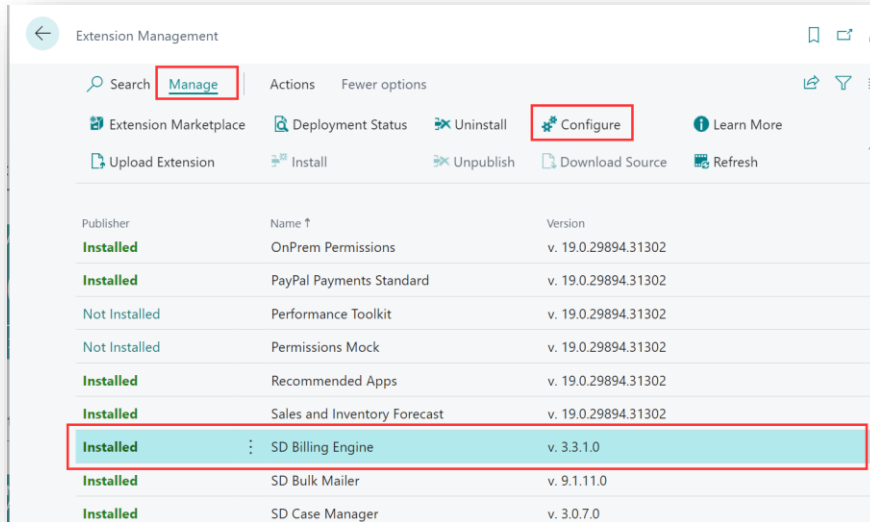 Extension Management
Search Manage Actions Fewer options
Extension Marketplace Deployment Status Uninstall Configure Learn More
Upload Extension Install Unpublish Download Source Refresh
Publisher Name ↑ Version
Installed OnPrem Permissions v. 19.0.29894.31302
Installed PayPal Payments Standard v. 19.0.29894.31302
Not Installed Performance Toolkit v. 19.0.29894.31302
Not Installed Permissions Mock v. 19.0.29894.31302
Installed Recommended Apps v. 19.0.29894.31302
Installed Sales and Inventory Forecast v. 19.0.29894.31302
Installed SD Billing Engine v. 3.3.1.0
Installed SD Bulk Mailer v. 9.1.11.0
Installed SD Case Manager v. 3.0.7.0